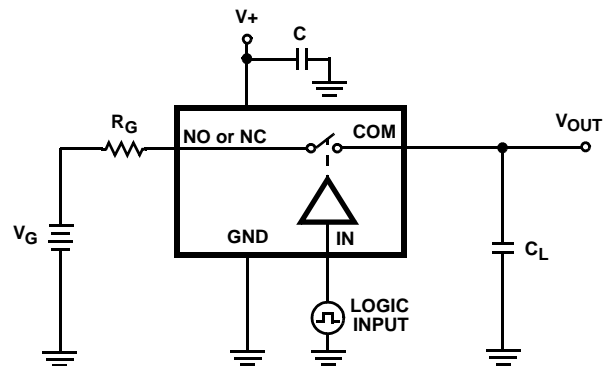 V+
C
RG
NO or NC
COM
VOUT
VG
GND
IN
CL
LOGIC
INPUT